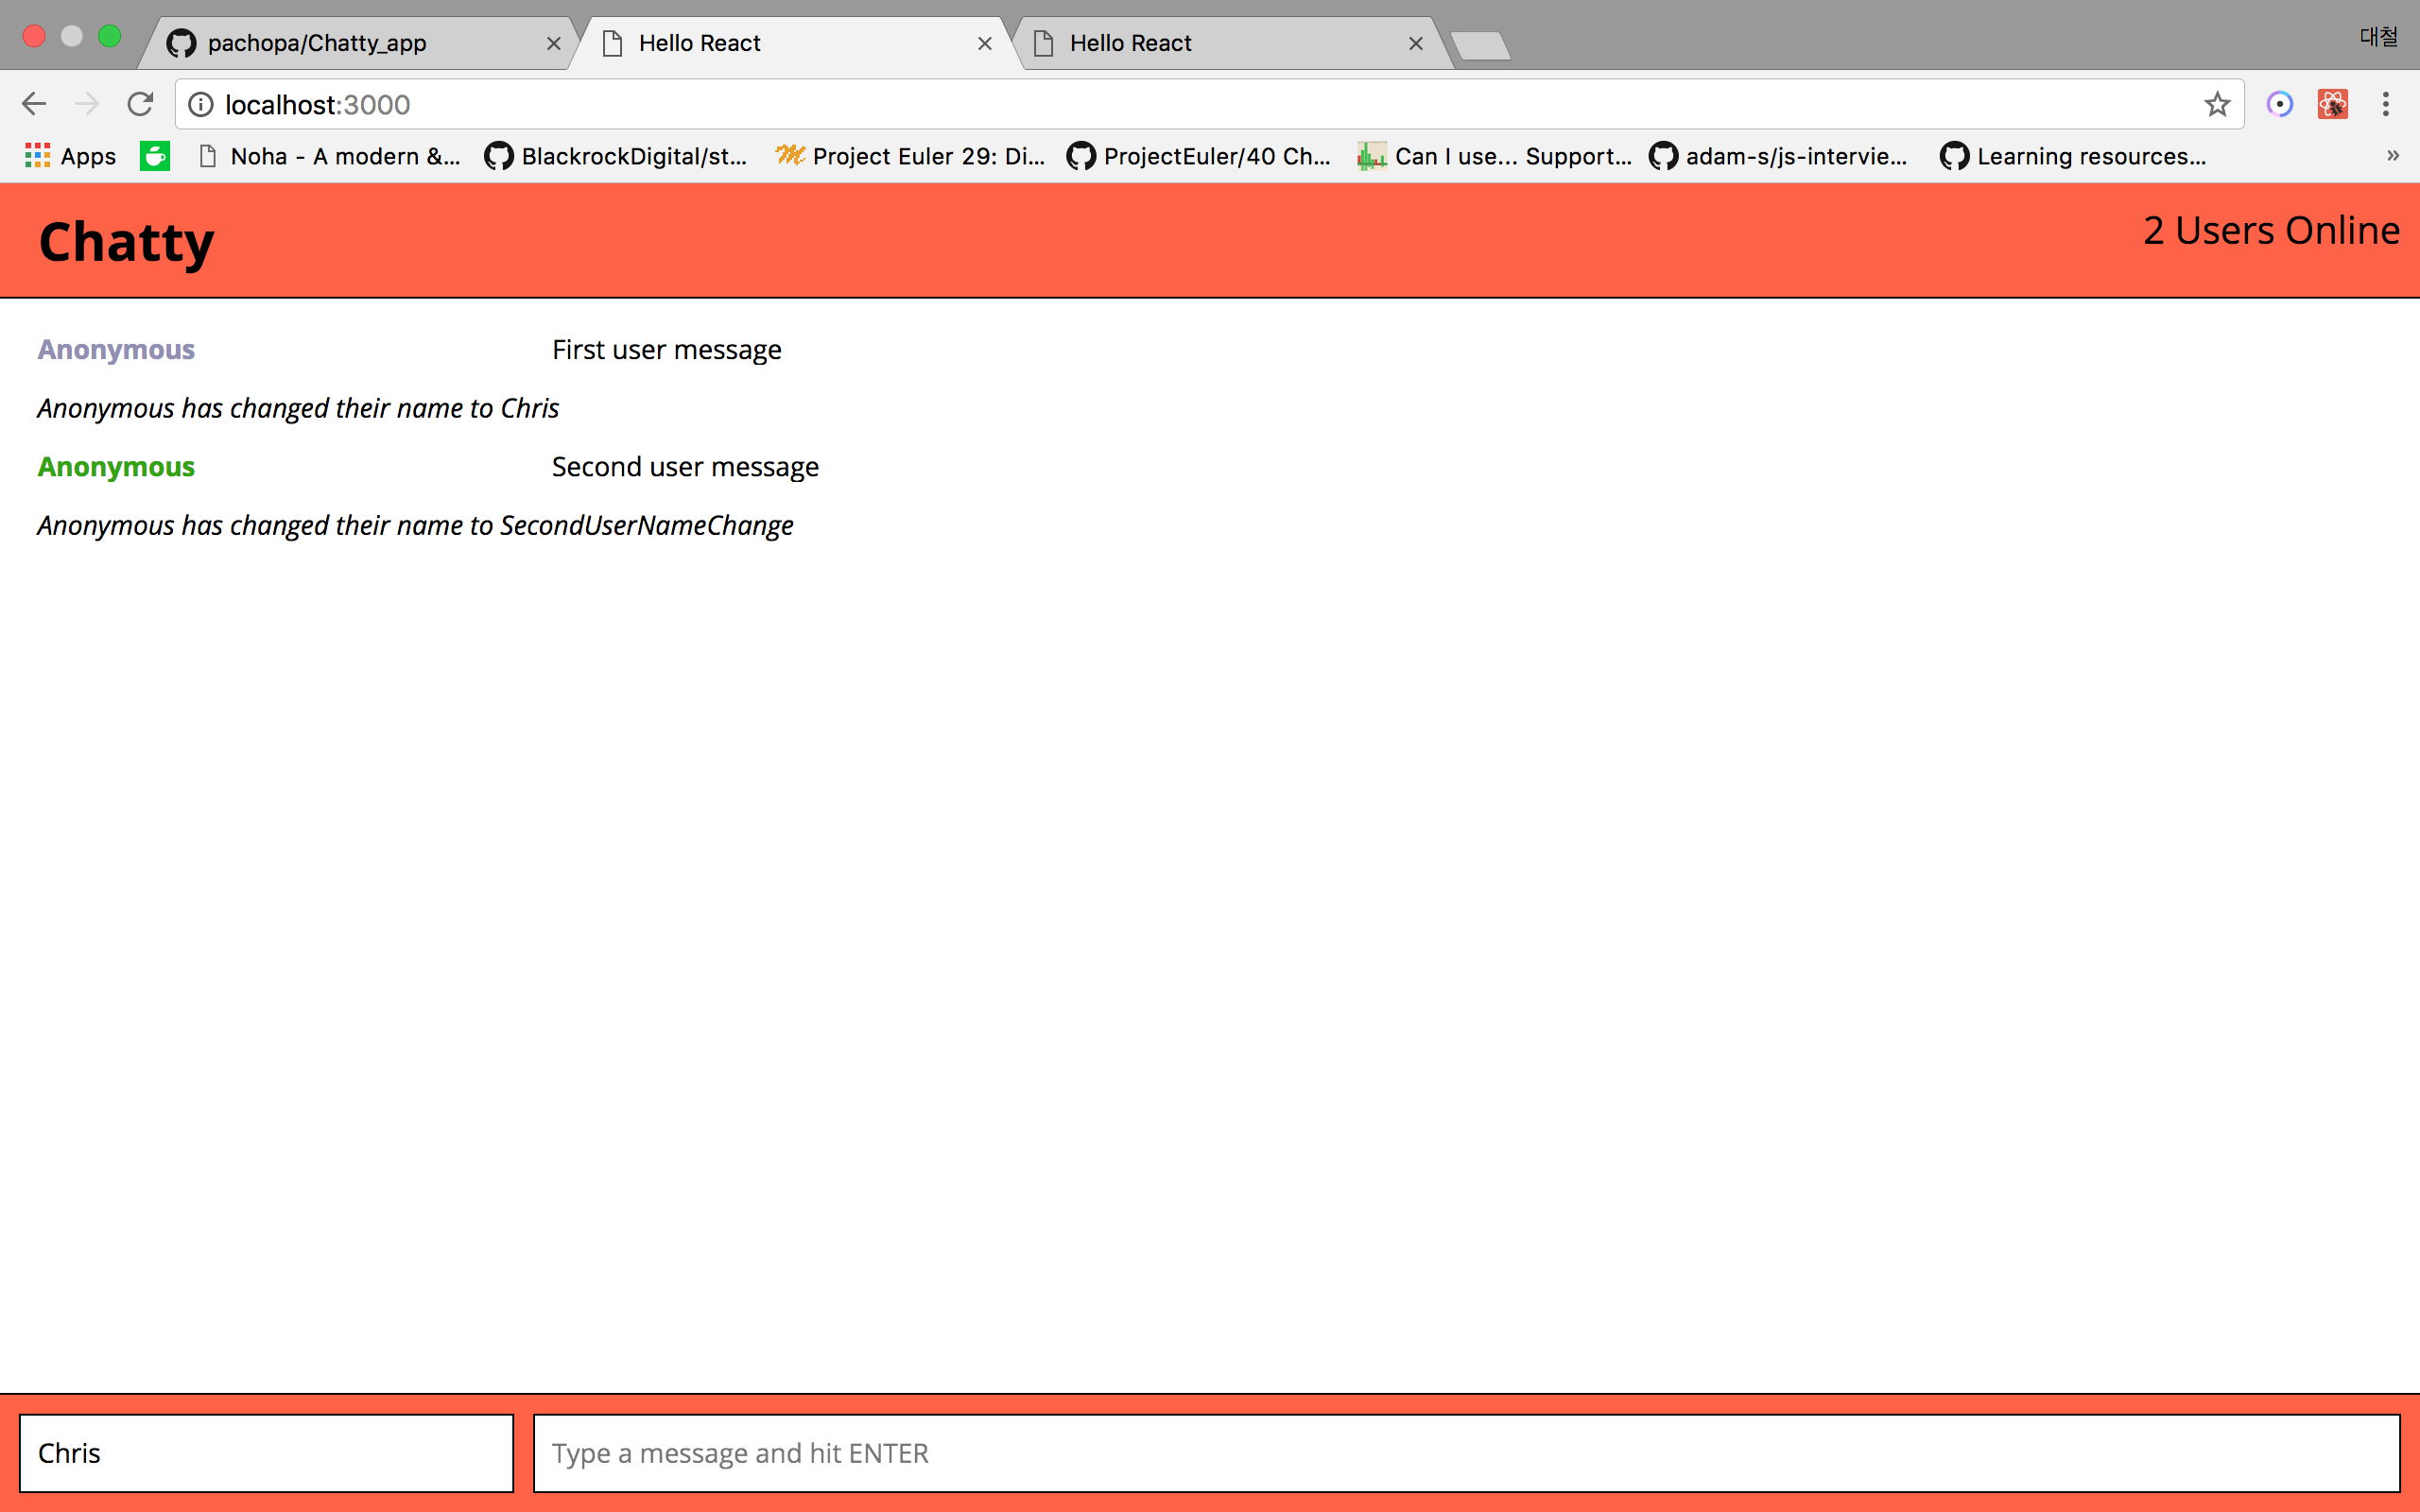 pachopa/Chatty_app
Hello React
Hello React
대철
localhost:3000
Apps
Noha - A modern &...
BlackrockDigital/st...
Project Euler 29: Di...
ProjectEuler/40 Ch...
Can I use... Support...
adam-s/js-intervie...
Learning resources...
»
Chatty
2 Users Online
Anonymous First user message
Anonymous has changed their name to Chris
Anonymous Second user message
Anonymous has changed their name to SecondUserNameChange
Chris
Type a message and hit ENTER